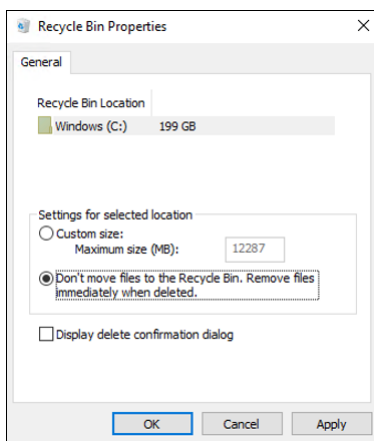 Recycle Bin Properties
General
Recycle Bin Location
Windows (C:) 199 GB
Settings for selected location
Custom size:
Maximum size (MB): 12287
Don't move files to the Recycle Bin. Remove files
immediately when deleted.
Display delete confirmation dialog
OK Cancel Apply